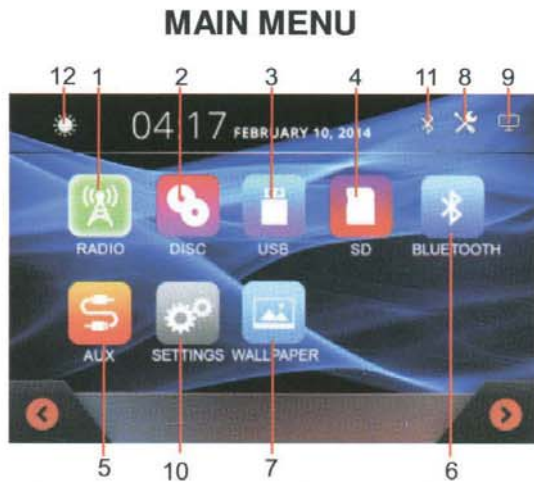 MAIN MENU
12 1 2 3 4 11 8 9
04:17 FEBRUARY 10, 2014
RADIO DISC USB SD BLUETOOTH
AUX SETTINGS WALLPAPER
5 10 7 6